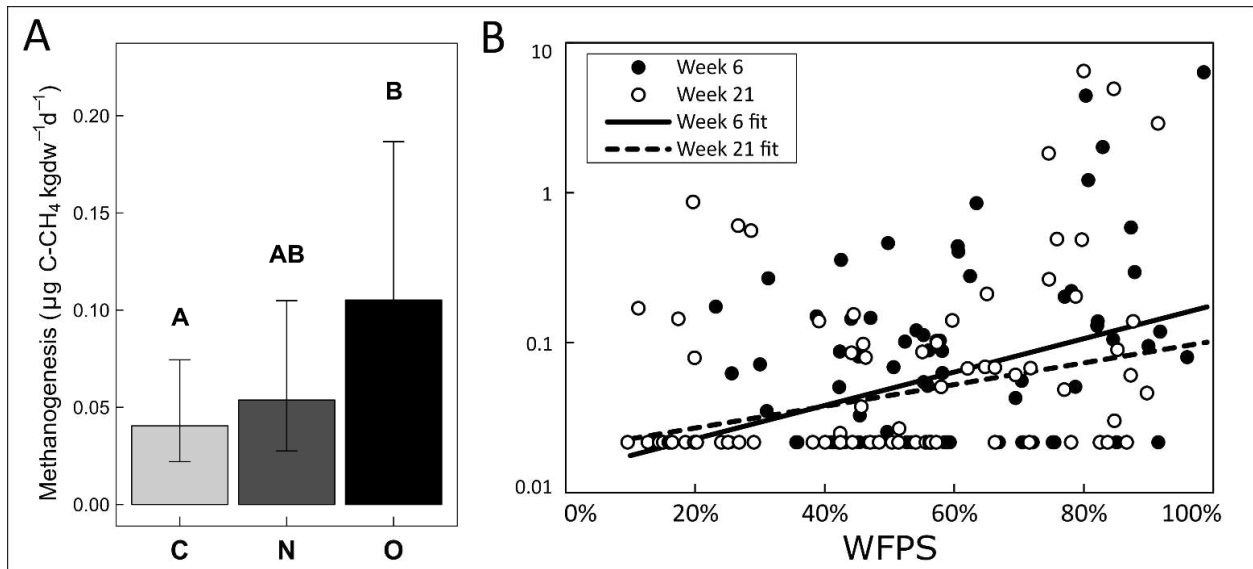 A
Methanogenesis (µg C-CH₄ kgdw⁻¹d⁻¹)
0.20
0.15
0.10
0.05
0.00
A
AB
B
C N O
B
10
1
0.1
0.01
Week 6
Week 21
Week 6 fit
Week 21 fit
0% 20% 40% 60% 80% 100%
WFPS